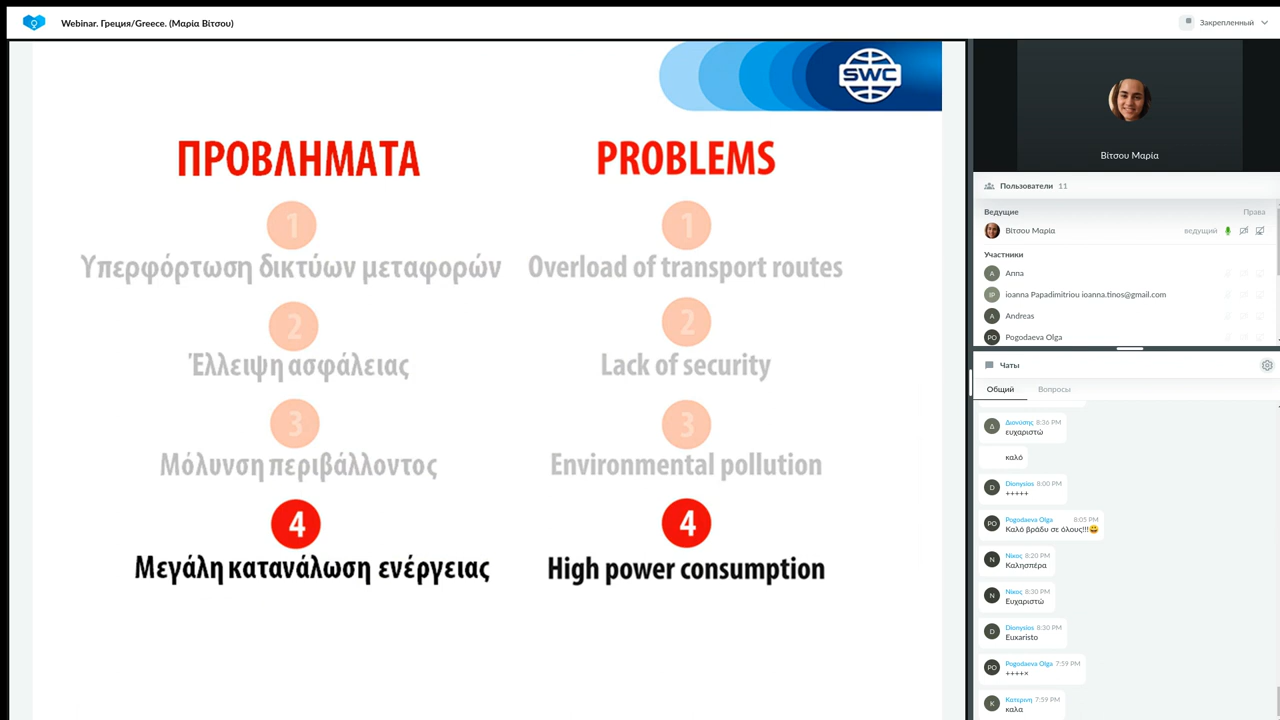 Webinar. Греция/Greece. (Μαρία Βίτσου)
Закрепленный
SWC
ΠΡΟΒΛΗΜΑΤΑ
1
Υπερφόρτωση δικτύων μεταφορών
2
Έλλειψη ασφάλειας
3
Μόλυνση περιβάλλοντος
4
Μεγάλη κατανάλωση ενέργειας
PROBLEMS
1
Overload of transport routes
2
Lack of security
3
Environmental pollution
4
High power consumption
Βίτσου Μαρία
Пользователи 11
Ведущие Права
Βίτσου Μαρία ведущий
Участники
A Anna
IP ioanna Papadimitriou ioanna.tinos@gmail.com
A Andreas
PO Pogodaeva Olga
Чаты
Общий Вопросы
Δ Διονύσης 8:36 PM
ευχαριστώ
καλό
D Dionysios 8:00 PM
+++++
PO Pogodaeva Olga 8:05 PM
Καλό βράδυ σε όλους!!!😀
N Νίκος 8:20 PM
Καλησπέρα
N Νίκος 8:30 PM
Ευχαριστώ
D Dionysios 8:30 PM
Euxaristo
PO Pogodaeva Olga 7:59 PM
++++×
K Κατερινη 7:59 PM
καλα